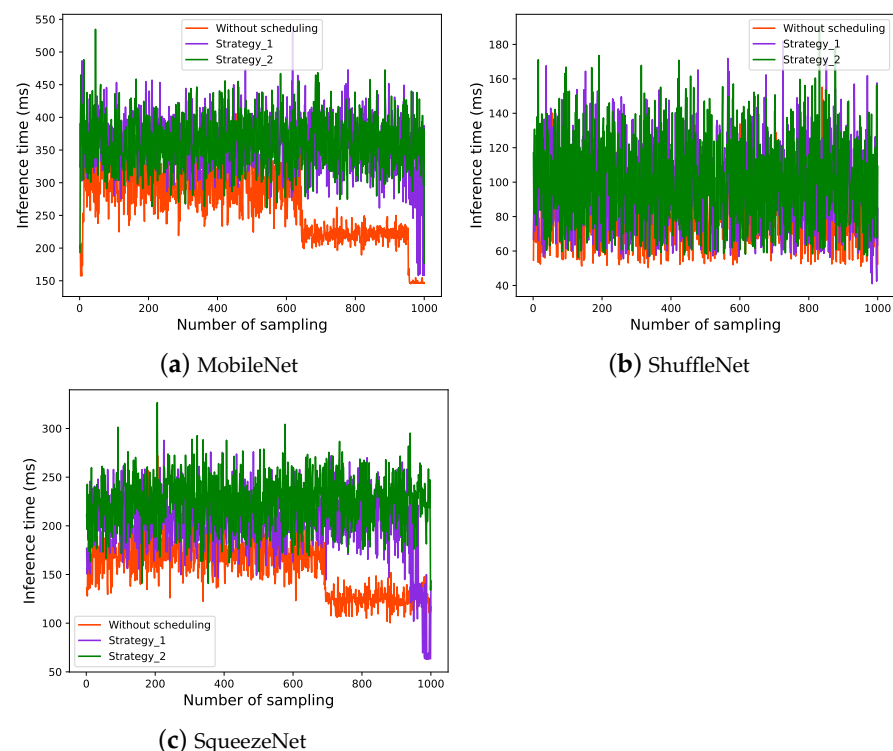 550
500
450
400
350
300
250
200
150
Inference time (ms)
Without scheduling
Strategy_1
Strategy_2
0 200 400 600 800 1000
Number of sampling
(a) MobileNet
180
160
140
120
100
80
60
40
Inference time (ms)
Without scheduling
Strategy_1
Strategy_2
0 200 400 600 800 1000
Number of sampling
(b) ShuffleNet
300
250
200
150
100
50
Inference time (ms)
Without scheduling
Strategy_1
Strategy_2
0 200 400 600 800 1000
Number of sampling
(c) SqueezeNet